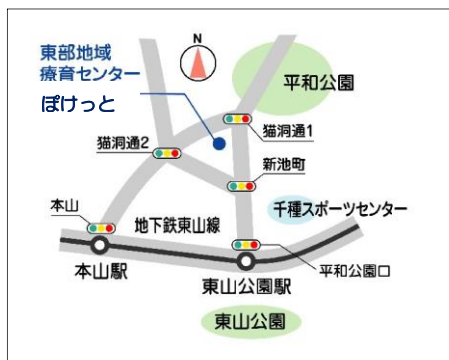 N
東部地域
療育センター
ぽけっと
平和公園
猫洞通1
猫洞通2
新池町
千種スポーツセンター
本山
地下鉄東山線
平和公園口
本山駅
東山公園駅
東山公園